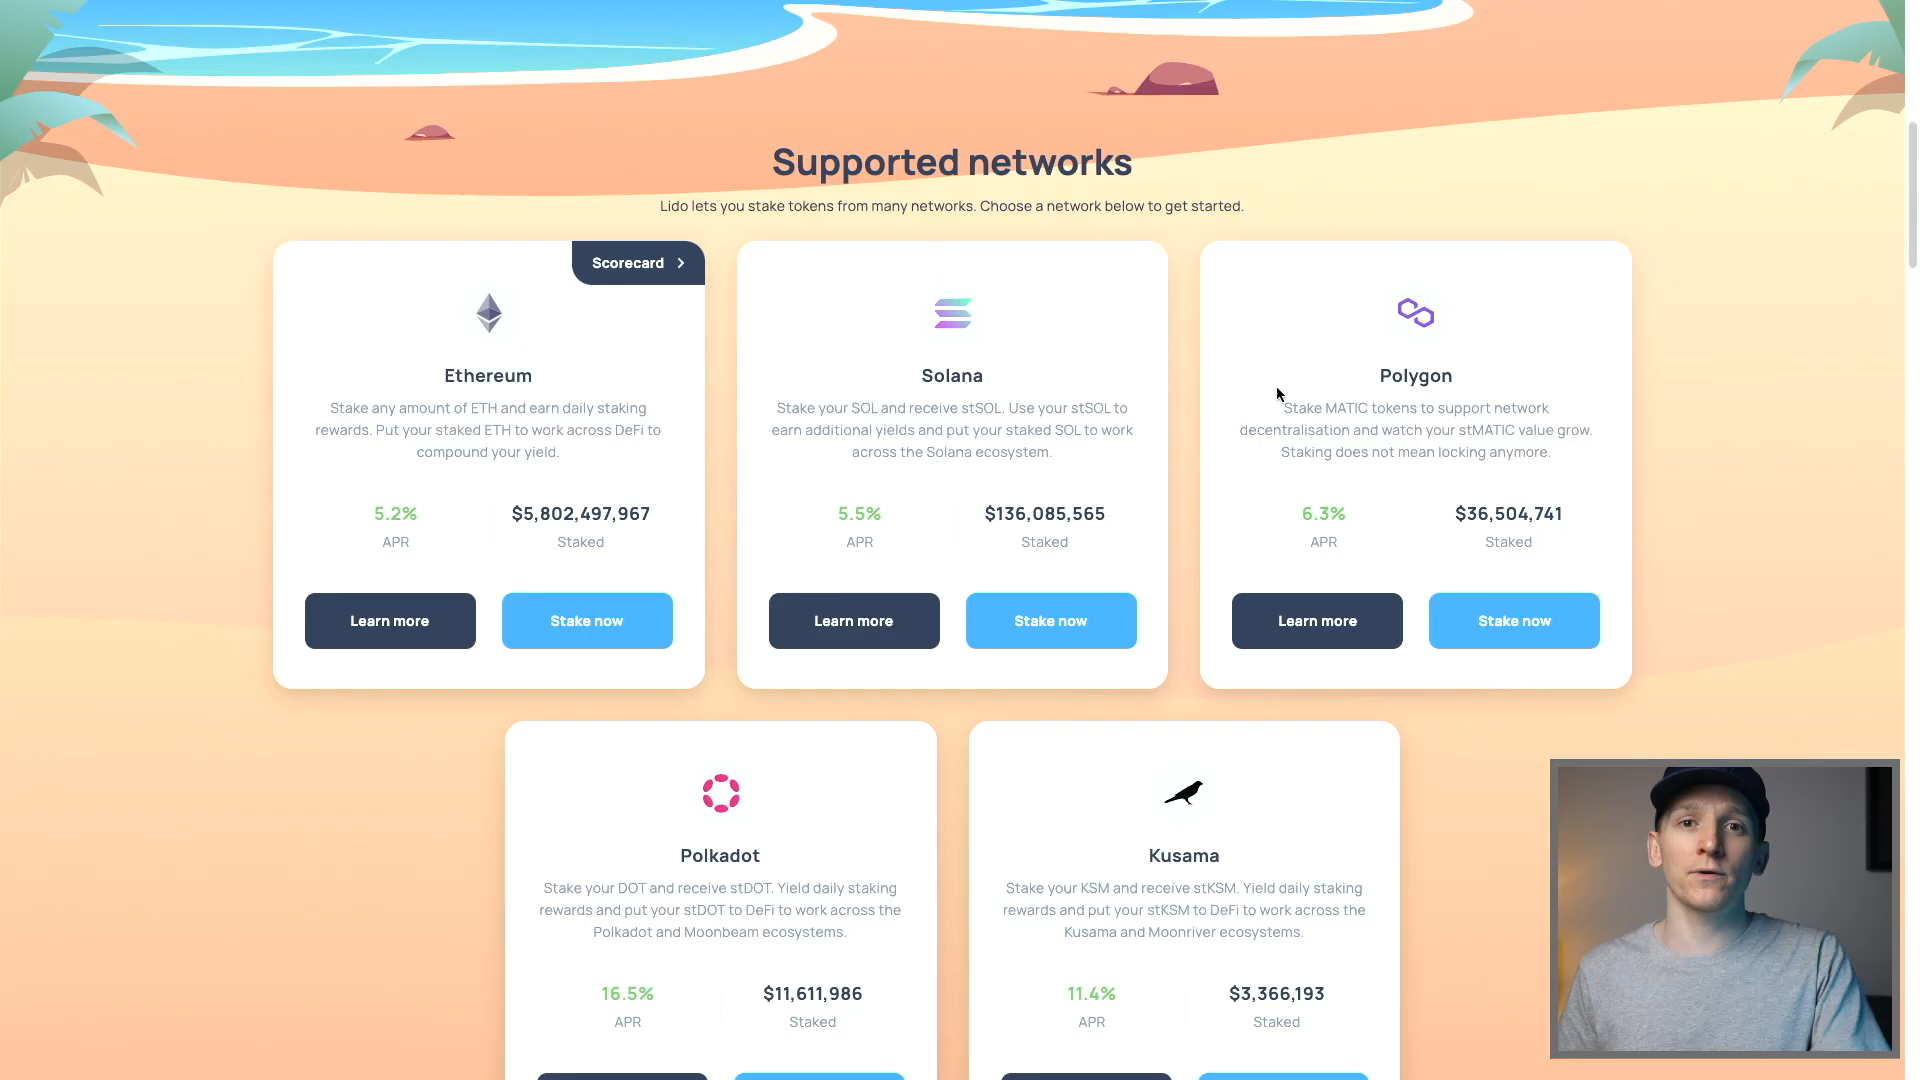 Supported networks
Lido lets you stake tokens from many networks. Choose a network below to get started.
Scorecard
Ethereum
Stake any amount of ETH and earn daily staking
rewards. Put your staked ETH to work across DeFi to
compound your yield.
5.2%
APR
$5,802,497,967
Staked
Learn more
Stake now
Solana
Stake your SOL and receive stSOL. Use your stSOL to
earn additional yields and put your staked SOL to work
across the Solana ecosystem.
5.5%
APR
$136,085,565
Staked
Learn more
Stake now
Polygon
Stake MATIC tokens to support network
decentralisation and watch your stMATIC value grow.
Staking does not mean locking anymore.
6.3%
APR
$36,504,741
Staked
Learn more
Stake now
Polkadot
Stake your DOT and receive stDOT. Yield daily staking
rewards and put your stDOT to DeFi to work across the
Polkadot and Moonbeam ecosystems.
16.5%
APR
$11,611,986
Staked
Kusama
Stake your KSM and receive stKSM. Yield daily staking
rewards and put your stKSM to DeFi to work across the
Kusama and Moonriver ecosystems.
11.4%
APR
$3,366,193
Staked